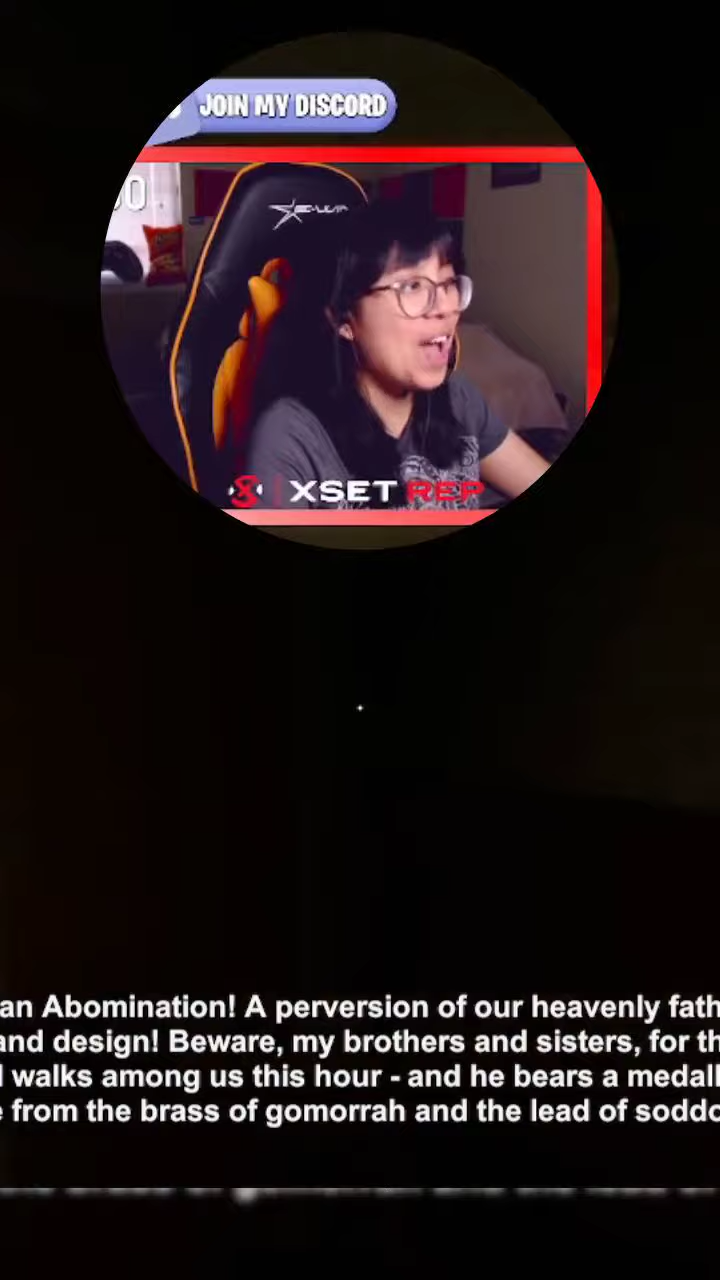 JOIN MY DISCORD
XSET REP
an Abomination! A perversion of our heavenly fath
and design! Beware, my brothers and sisters, for th
walks among us this hour - and he bears a medall
from the brass of gomorrah and the lead of soddo